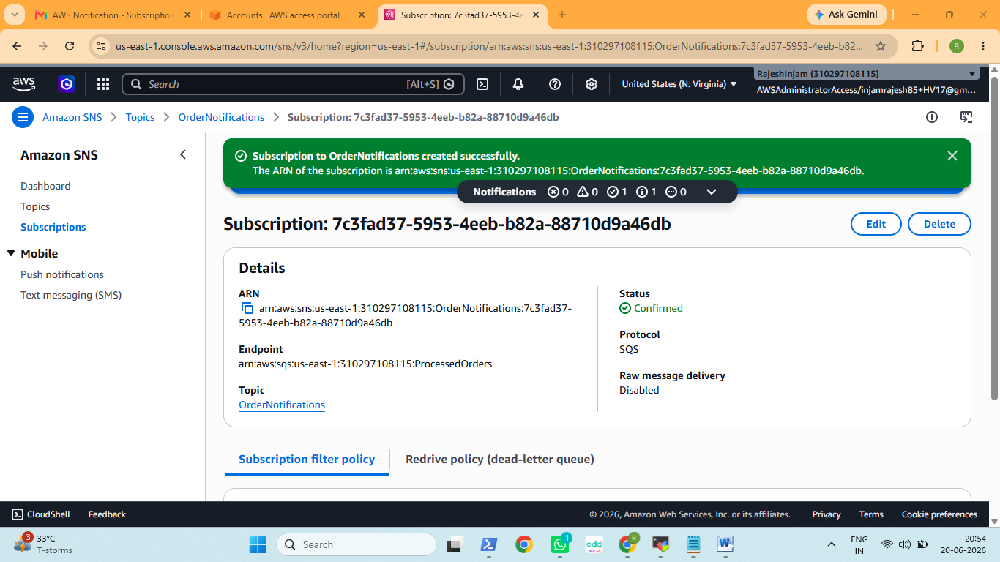 AWS Notification - Subscription
Accounts | AWS access portal
Subscription: 7c3fad37-5953-4e
Ask Gemini
us-east-1.console.aws.amazon.com/sns/v3/home?region=us-east-1#/subscription/arn:aws:sns:us-east-1:310297108115:OrderNotifications:7c3fad37-5953-4eeb-b82...
R
aws
Search
[Alt+S]
United States (N. Virginia)
RajeshInjam (310297108115)
AWSAdministratorAccess/injamrajesh85+HV17@gm...
Amazon SNS
Topics
OrderNotifications
Subscription: 7c3fad37-5953-4eeb-b82a-88710d9a46db
Amazon SNS
Dashboard
Topics
Subscriptions
Mobile
Push notifications
Text messaging (SMS)
Subscription to OrderNotifications created successfully.
The ARN of the subscription is arn:aws:sns:us-east-1:310297108115:OrderNotifications:7c3fad37-5953-4eeb-b82a-88710d9a46db.
Notifications 0 0 1 1 0
Subscription: 7c3fad37-5953-4eeb-b82a-88710d9a46db
Edit
Delete
Details
ARN
arn:aws:sns:us-east-1:310297108115:OrderNotifications:7c3fad37-
5953-4eeb-b82a-88710d9a46db
Endpoint
arn:aws:sqs:us-east-1:310297108115:ProcessedOrders
Topic
OrderNotifications
Status
Confirmed
Protocol
SQS
Raw message delivery
Disabled
Subscription filter policy
Redrive policy (dead-letter queue)
CloudShell
Feedback
© 2026, Amazon Web Services, Inc. or its affiliates.
Privacy
Terms
Cookie preferences
3
33°C
T-storms
Search
1
R
ENG
IN
20:54
20-06-2026